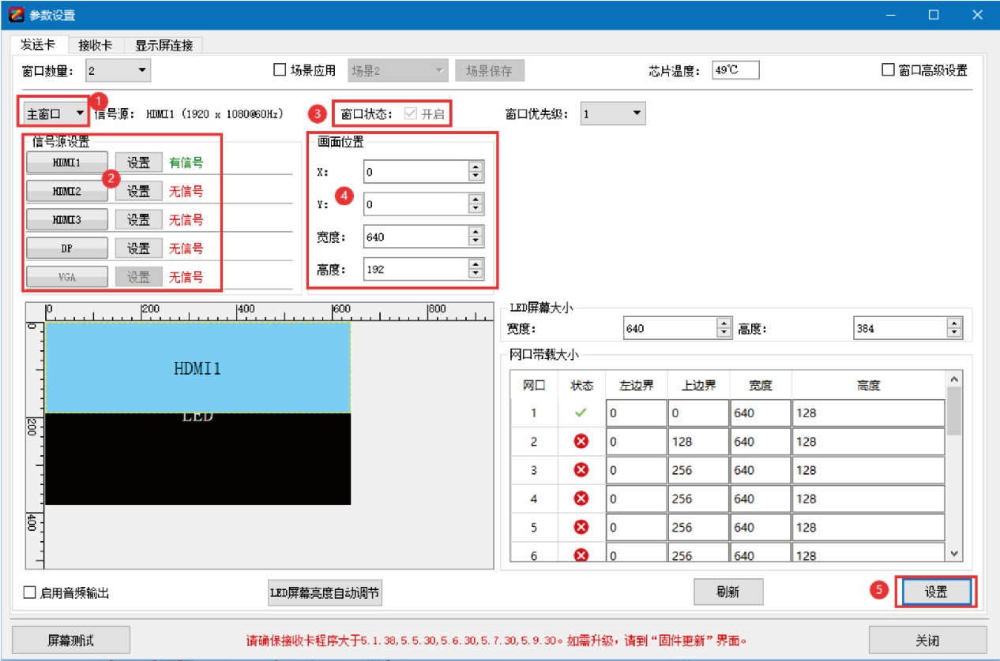 参数设置
发送卡 接收卡 显示屏连接
窗口数量: 2 场景应用 场景2 场景保存 芯片温度: 49℃ 窗口高级设置
主窗口 1 信号源: HDMI1 (1920 x 1080@60Hz) 3 窗口状态: 开启 窗口优先级: 1
信号源设置 画面位置
HDMI1 设置 有信号 X: 0
2
HDMI2 设置 无信号 Y: 4 0
HDMI3 设置 无信号 宽度: 640
DP 设置 无信号 高度: 192
VGA 设置 无信号
0 200 400 600 800
0
200
400
HDMI1
LED
LED屏幕大小
宽度: 640 高度: 384
网口带载大小
网口 状态 左边界 上边界 宽度 高度
1 0 0 640 128
2 0 128 640 128
3 0 256 640 128
4 0 256 640 128
5 0 256 640 128
6 0 256 640 128
启用音频输出 LED屏幕亮度自动调节 刷新 5 设置
屏幕测试 请确保接收卡程序大于5.1.38,5.5.30,5.6.30,5.7.30,5.9.30。如需升级，请到“固件更新”界面。 关闭